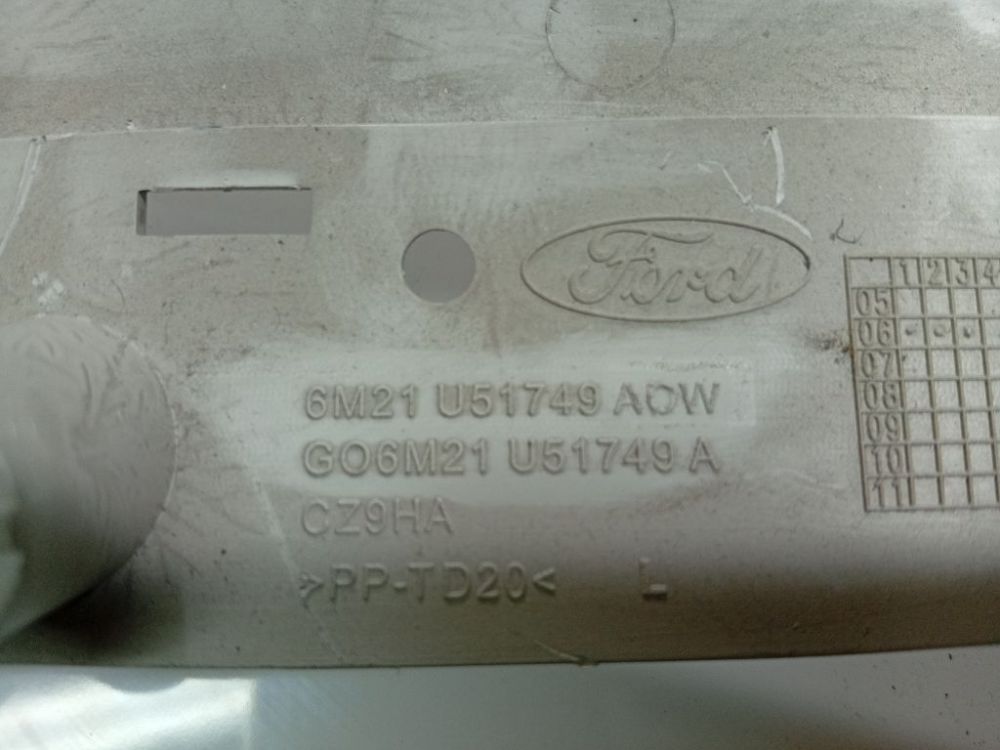 Ford
1 2 3 4
05
06
07
08
09
10
11
6M21 U51749 AOW
GO6M21 U51749 A
CZ9HA
>PP-TD20< L